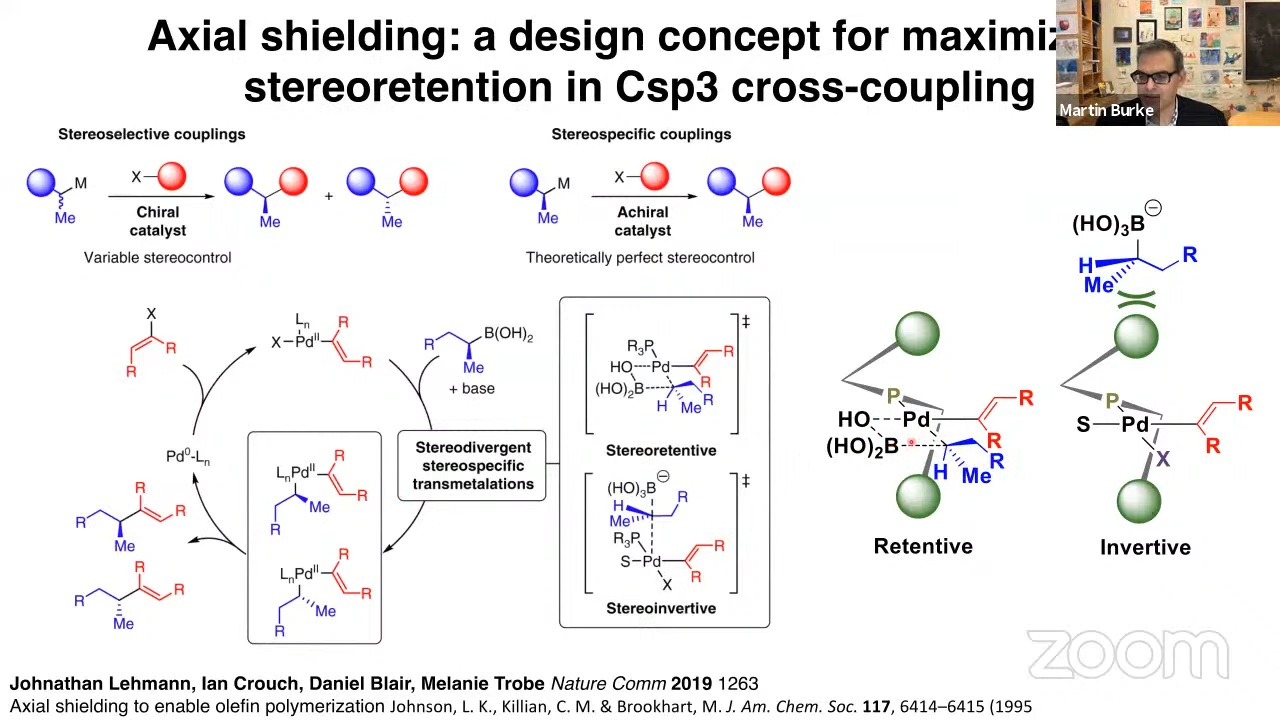 Axial shielding: a design concept for maximiz
stereoretention in Csp3 cross-coupling
Martin Burke
Stereoselective couplings
Stereospecific couplings
M
Me
X
Chiral
catalyst
Me
+
Me
Variable stereocontrol
M
Me
X
Achiral
catalyst
Me
Theoretically perfect stereocontrol
X
R
R
Ln
X PdII
R
R
B(OH)2
Me
R
+ base
Pd0-Ln
Stereodivergent
stereospecific
transmetalations
LnPdII
R
R
Me
R
LnPdII
R
R
Me
R
R
R
R
Me
R
R
R
Me
‡
R3P
HO Pd
R
R
(HO)2B
H
Me
R
Stereoretentive
‡
(HO)3B
R
H
Me
R3P
S Pd
R
R
X
Stereoinvertive
P
HO Pd
R
R
(HO)2B
R
H
Me
Retentive
(HO)3B
H
R
Me
P
S Pd
R
R
X
Invertive
zoom
Johnathan Lehmann, Ian Crouch, Daniel Blair, Melanie Trobe Nature Comm 2019 1263
Axial shielding to enable olefin polymerization Johnson, L. K., Killian, C. M. & Brookhart, M. J. Am. Chem. Soc. 117, 6414–6415 (1995